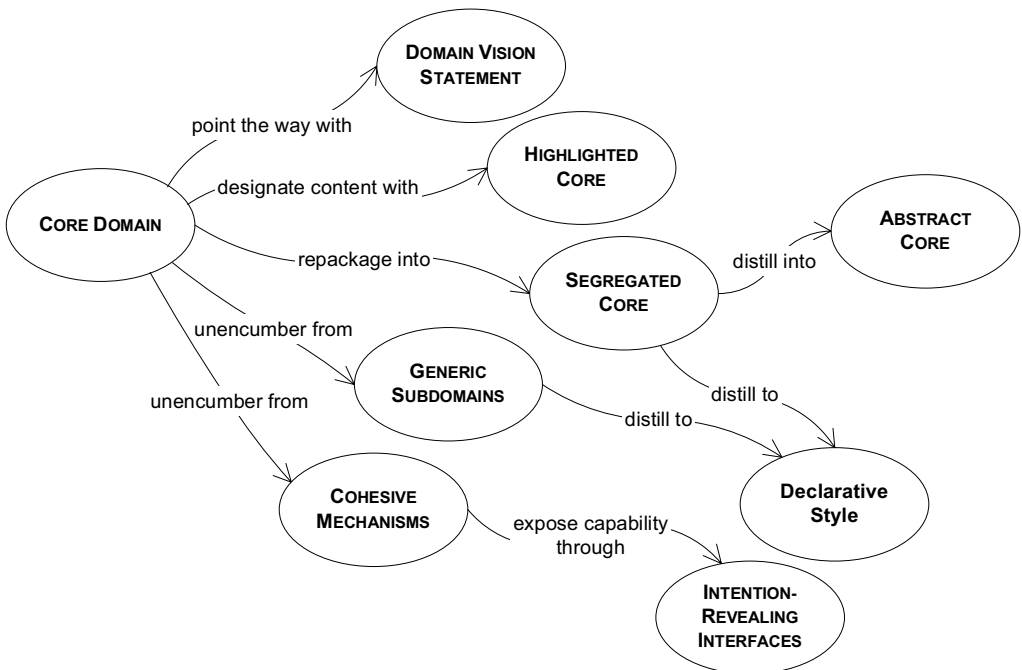 DOMAIN VISION
STATEMENT
point the way with
HIGHLIGHTED
CORE
designate content with
CORE DOMAIN
ABSTRACT
CORE
repackage into
distill into
SEGREGATED
CORE
unencumber from
GENERIC
SUBDOMAINS
distill to
unencumber from
distill to
COHESIVE
MECHANISMS
Declarative
Style
expose capability
through
INTENTION-
REVEALING
INTERFACES